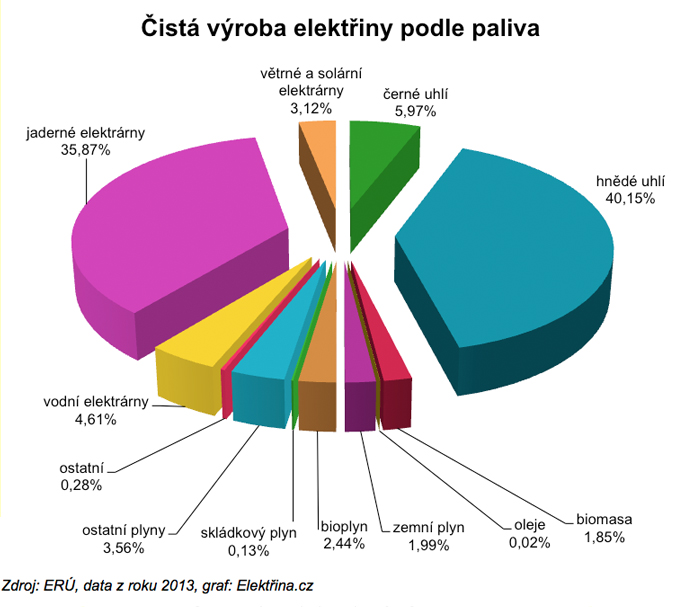 Čistá výroba elektřiny podle paliva
větrné a solární
elektrárny
3,12%
černé uhlí
5,97%
jaderné elektrárny
35,87%
hnědé uhlí
40,15%
vodní elektrárny
4,61%
ostatní
0,28%
ostatní plyny
3,56%
skládkový plyn
0,13%
bioplyn
2,44%
zemní plyn
1,99%
oleje
0,02%
biomasa
1,85%
Zdroj: ERÚ, data z roku 2013, graf: Elektřina.cz